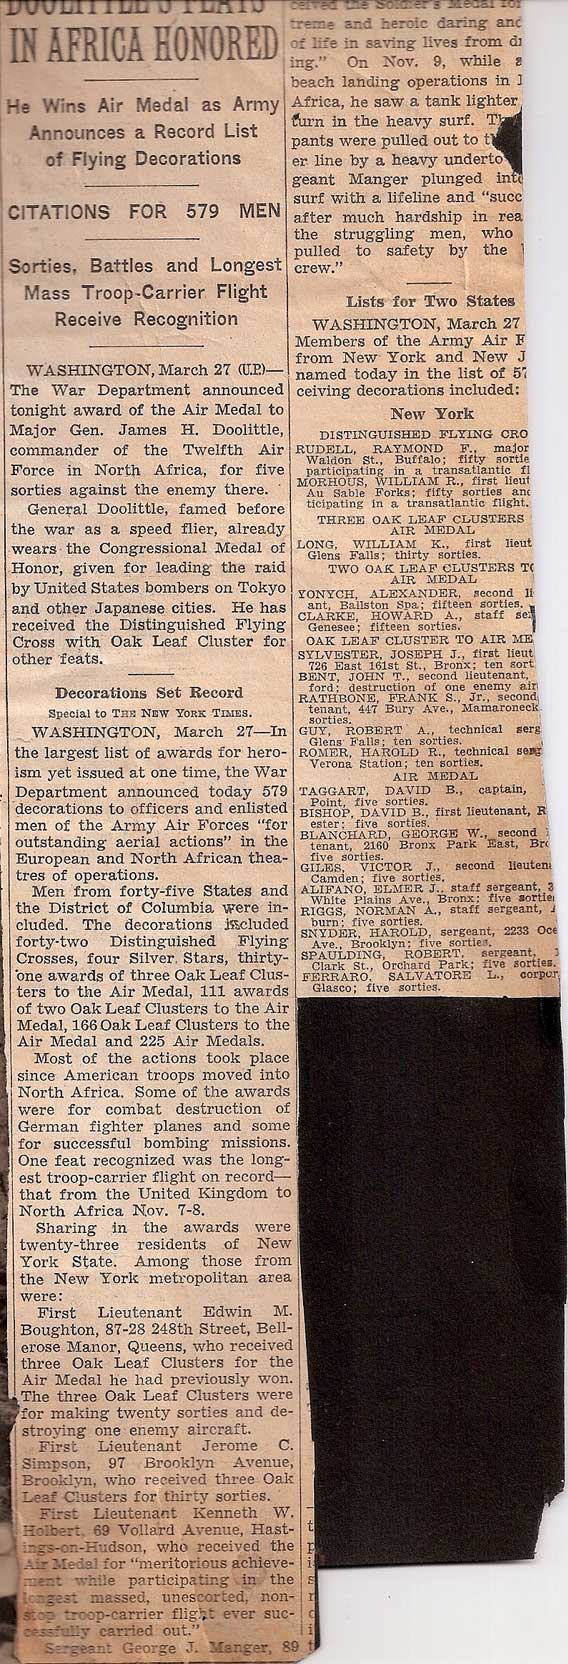 DOOLITTLE'S FEATS
IN AFRICA HONORED
He Wins Air Medal as Army
Announces a Record List
of Flying Decorations
CITATIONS FOR 579 MEN
Sorties, Battles and Longest
Mass Troop-Carrier Flight
Receive Recognition
WASHINGTON, March 27 (U.P.)—
The War Department announced
tonight award of the Air Medal to
Major Gen. James H. Doolittle,
commander of the Twelfth Air
Force in North Africa, for five
sorties against the enemy there.
General Doolittle, famed before
the war as a speed flier, already
wears the Congressional Medal of
Honor, given for leading the raid
by United States bombers on Tokyo
and other Japanese cities. He has
received the Distinguished Flying
Cross with Oak Leaf Cluster for
other feats.
Decorations Set Record
Special to THE NEW YORK TIMES.
WASHINGTON, March 27—In
the largest list of awards for hero-
ism yet issued at one time, the War
Department announced today 579
decorations to officers and enlisted
men of the Army Air Forces "for
outstanding aerial actions" in the
European and North African thea-
tres of operations.
Men from forty-five States and
the District of Columbia were in-
cluded. The decorations included
forty-two Distinguished Flying
Crosses, four Silver Stars, thirty-
one awards of three Oak Leaf Clus-
ters to the Air Medal, 111 awards
of two Oak Leaf Clusters to the Air
Medal, 166 Oak Leaf Clusters to the
Air Medal and 225 Air Medals.
Most of the actions took place
since American troops moved into
North Africa. Some of the awards
were for combat destruction of
German fighter planes and some
for successful bombing missions.
One feat recognized was the long-
est troop-carrier flight on record—
that from the United Kingdom to
North Africa Nov. 7-8.
Sharing in the awards were
twenty-three residents of New
York State. Among those from
the New York metropolitan area
were:
First Lieutenant Edwin M.
Boughton, 87-28 248th Street, Bell-
erose Manor, Queens, who received
three Oak Leaf Clusters for the
Air Medal he had previously won.
The three Oak Leaf Clusters were
for making twenty sorties and de-
stroying one enemy aircraft.
First Lieutenant Jerome C.
Simpson, 97 Brooklyn Avenue,
Brooklyn, who received three Oak
Leaf Clusters for thirty sorties.
First Lieutenant Kenneth W.
Holbert, 69 Vollard Avenue, Hast-
ings-on-Hudson, who received the
Air Medal for "meritorious achieve-
ment while participating in the
longest massed, unescorted, non-
stop troop-carrier flight ever suc-
cessfully carried out."
Sergeant George J. Manger, 89
ceived the Soldier's Medal for
treme and heroic daring and
of life in saving lives from
ing." On Nov. 9, while
beach landing operations in
Africa, he saw a tank lighter
turn in the heavy surf.
pants were pulled out to
er line by a heavy underto
geant Manger plunged into
surf with a lifeline and "succ
after much hardship in rea
the struggling men, who
pulled to safety by the
crew."
Lists for Two States
WASHINGTON, March 27
Members of the Army Air F
from New York and New J
named today in the list of 57
ceiving decorations included:
New York
DISTINGUISHED FLYING CRO
RUDELL, RAYMOND F., major
Waldon St., Buffalo; fifty sortie
participating in a transatlantic fl
MORHOUS, WILLIAM R., first lieut
Au Sable Forks; fifty sorties and
ticipating in a transatlantic flight.
THREE OAK LEAF CLUSTERS
AIR MEDAL
LONG, WILLIAM K., first lieut
Glens Falls; thirty sorties.
TWO OAK LEAF CLUSTERS TO
AIR MEDAL
YONYCH, ALEXANDER, second li
ant, Ballston Spa; fifteen sorties.
CLARKE, HOWARD A., staff se
Genesee; fifteen sorties.
OAK LEAF CLUSTER TO AIR ME
SYLVESTER, JOSEPH J., first lieut
726 East 161st St., Bronx; ten sort
BENT, JOHN T., second lieutenant,
ford; destruction of one enemy air
RATHBONE, FRANK S., Jr., second
tenant, 447 Bury Ave., Mamaroneck
sorties.
GUY, ROBERT A., technical serg
Glens Falls; ten sorties.
ROMER, HAROLD R., technical serg
Verona Station; ten sorties.
AIR MEDAL
TAGGART, DAVID B., captain,
Point, five sorties.
BISHOP, DAVID B., first lieutenant, R
ester; five sorties.
BLANCHARD, GEORGE W., second
tenant, 2160 Bronx Park East, Bro
five sorties.
GILES, VICTOR J., second lieuten
Camden; five sorties.
ALIFANO, ELMER J., staff sergeant, 3
White Plains Ave., Bronx; five sortie
RIGGS, NORMAN A., staff sergeant,
burn; five sorties.
SNYDER, HAROLD, sergeant, 2233 Oce
Ave., Brooklyn; five sorties.
SPAULDING, ROBERT, sergeant,
Clark St., Orchard Park; five sorties.
FERRARO, SALVATORE L., corpor
Glasco; five sorties.